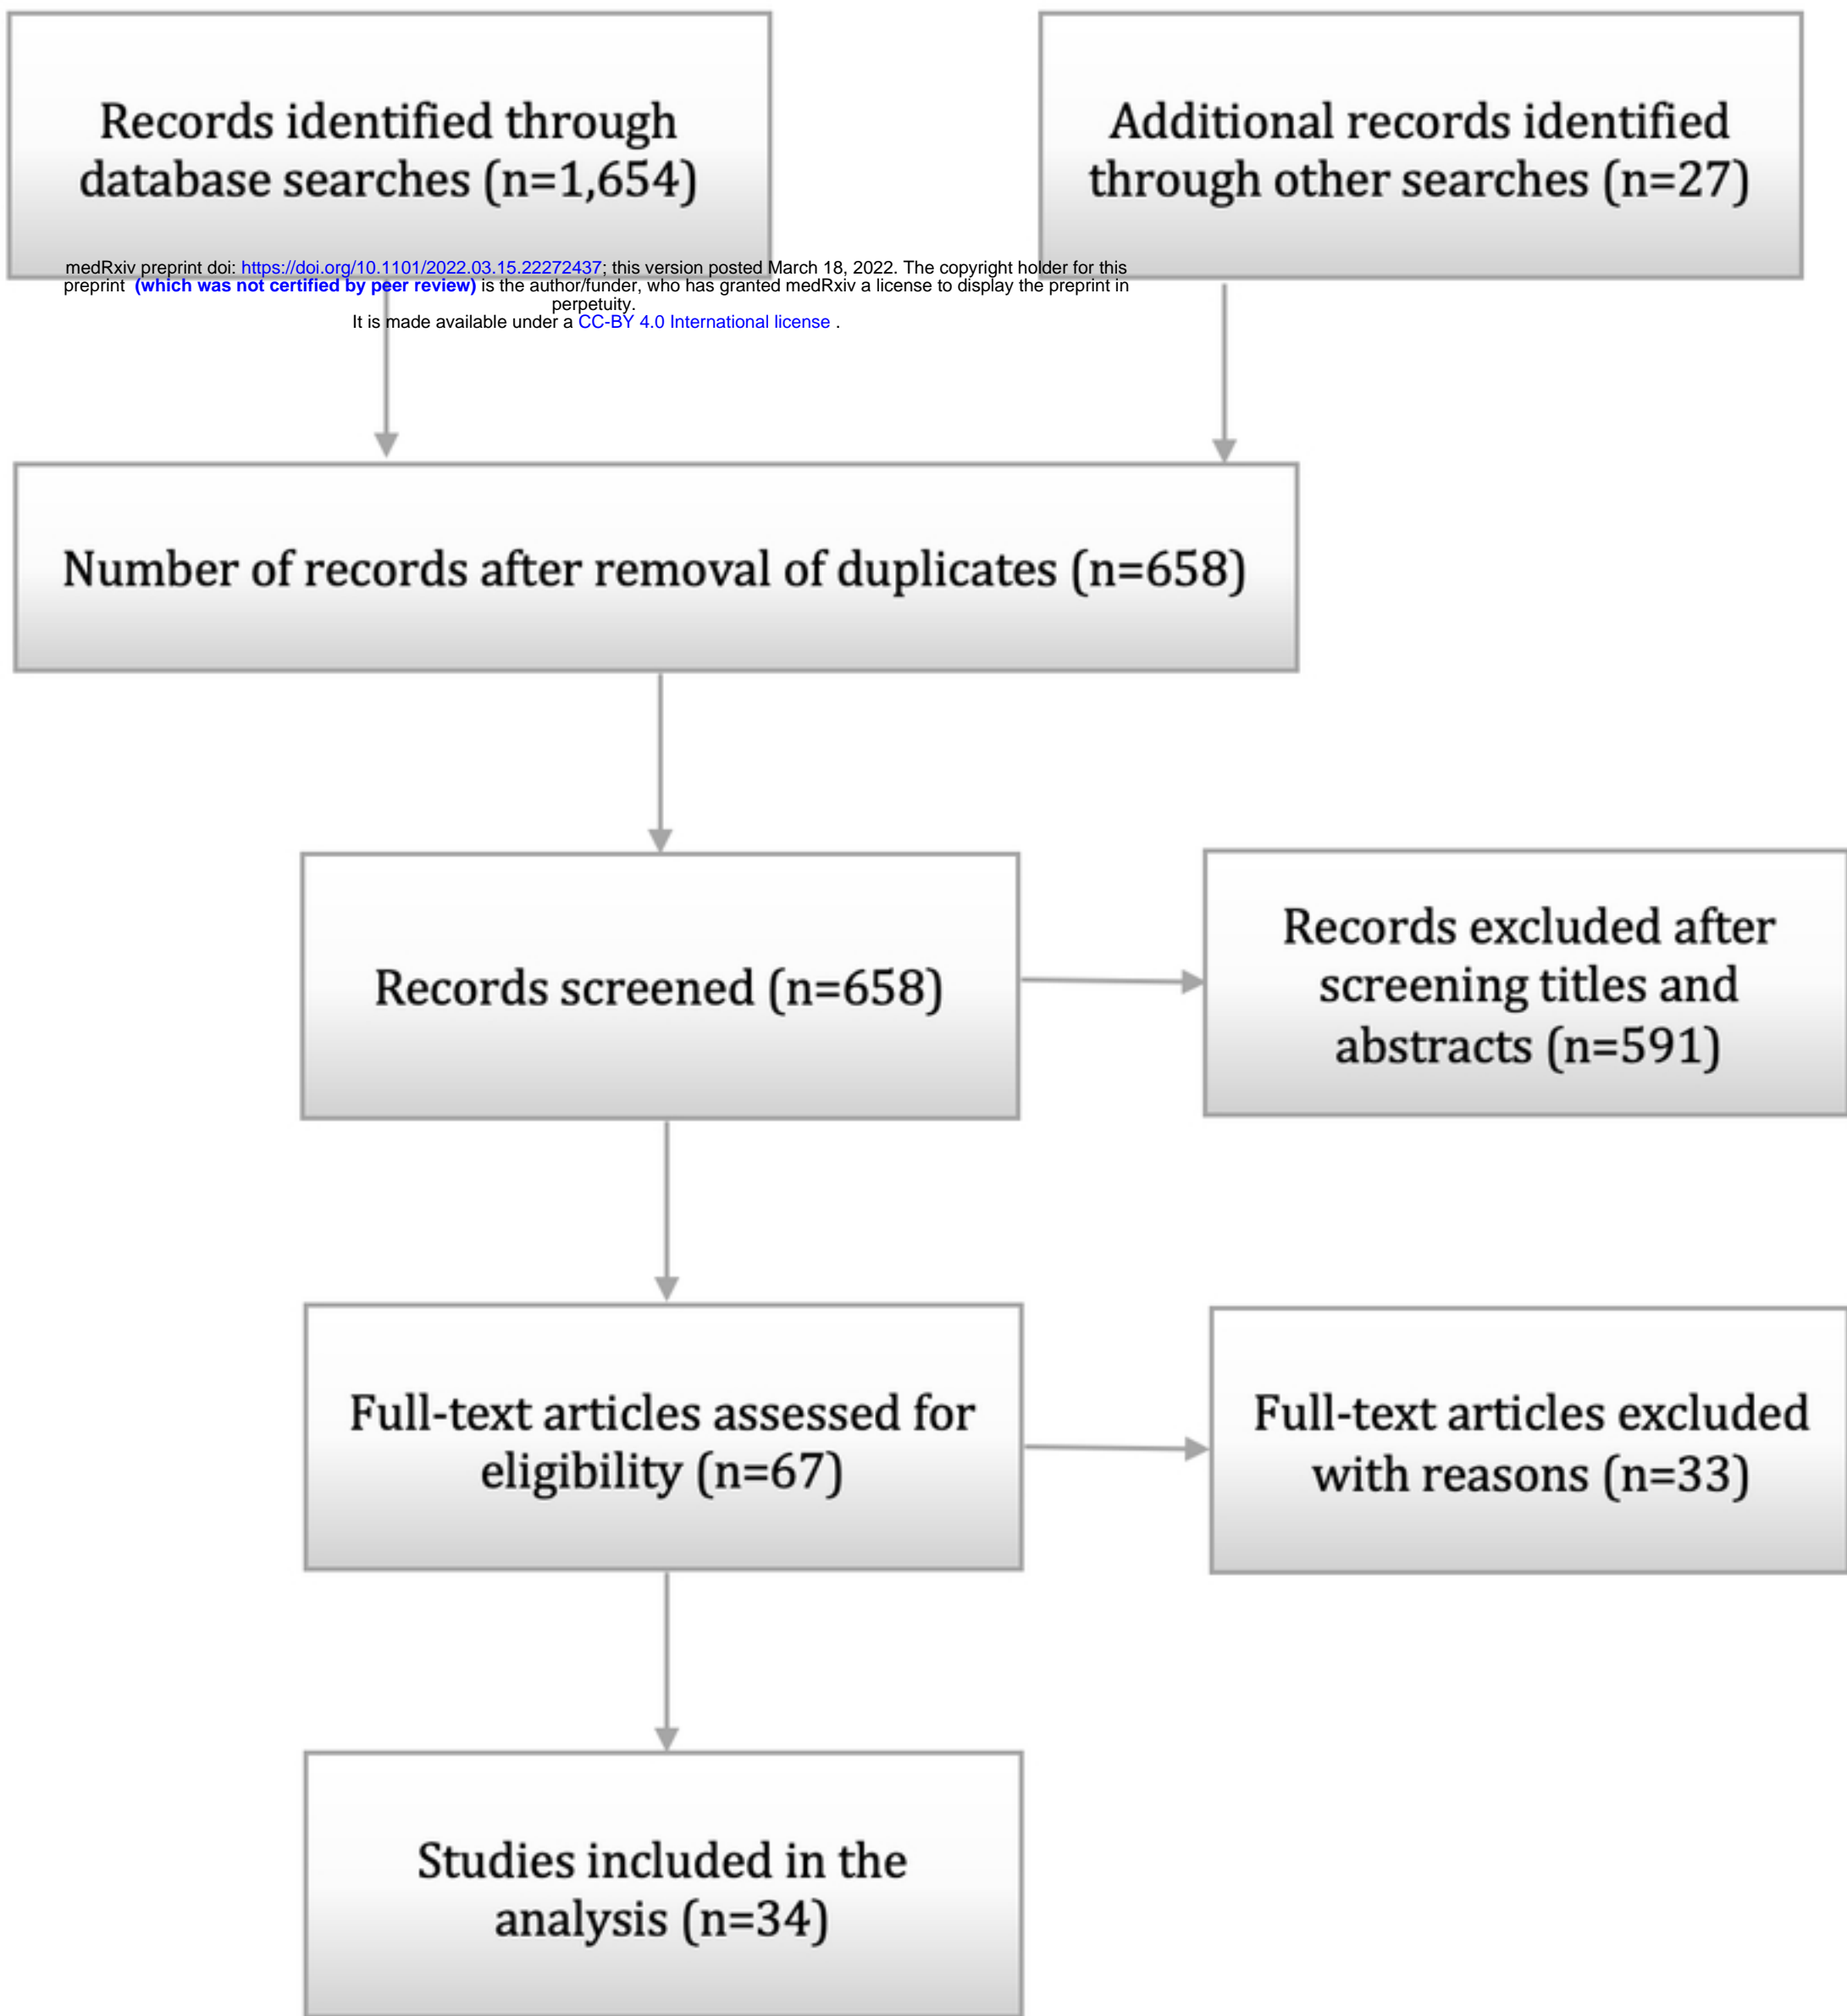 Records identified through
database searches (n=1,654)
Additional records identified
through other searches (n=27)
medRxiv preprint doi: https://doi.org/10.1101/2022.03.15.22272437; this version posted March 18, 2022. The copyright holder for this
preprint (which was not certified by peer review) is the author/funder, who has granted medRxiv a license to display the preprint in
perpetuity.
It is made available under a CC-BY 4.0 International license .
Number of records after removal of duplicates (n=658)
Records screened (n=658)
Records excluded after
screening titles and
abstracts (n=591)
Full-text articles assessed for
eligibility (n=67)
Full-text articles excluded
with reasons (n=33)
Studies included in the
analysis (n=34)